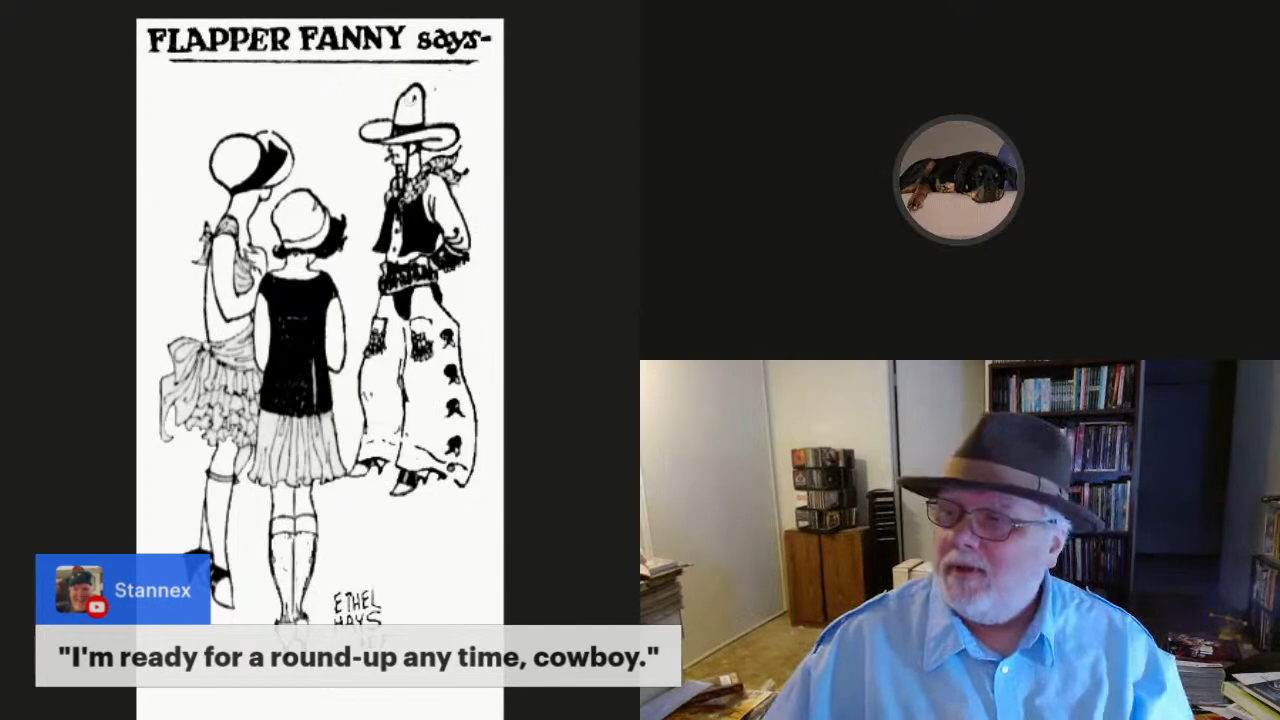 FLAPPER FANNY says-
ETHEL
HAYS
Stannex
"I'm ready for a round-up any time, cowboy."